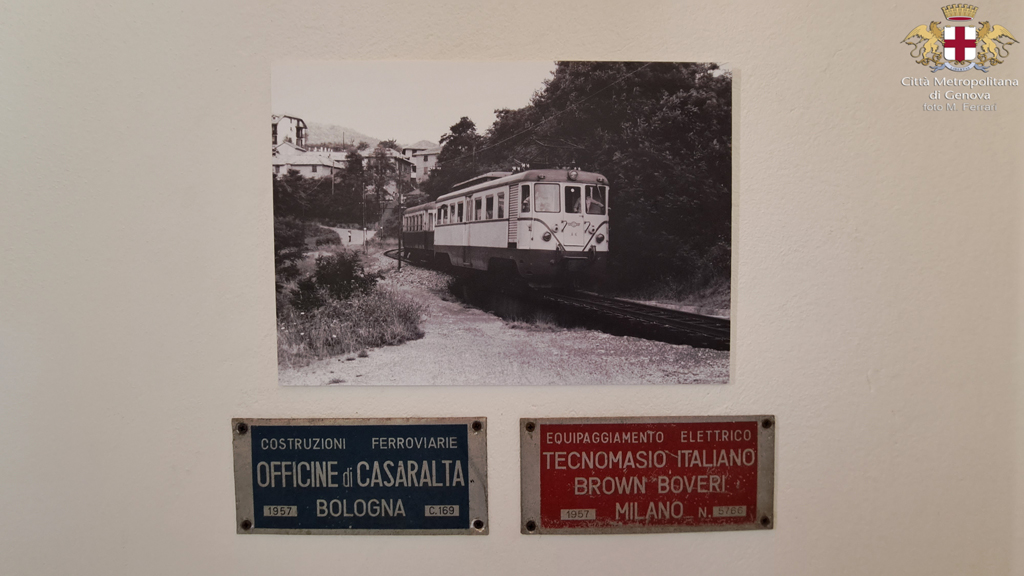 Città Metropolitana
di Genova
foto M. Ferrari
COSTRUZIONI FERROVIARIE
OFFICINE di CASARALTA
BOLOGNA
1957 C.169
EQUIPAGGIAMENTO ELETTRICO
TECNOMASIO ITALIANO
BROWN BOVERI
MILANO
1957 N.